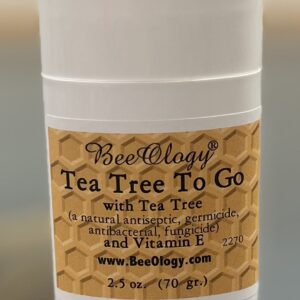 BeeOlogy®
Tea Tree To Go
with Tea Tree
(a natural antiseptic, germicide,
antibacterial, fungicide)
and Vitamin E
2270
www.BeeOlogy.com
2.5 oz. (70 gr.)